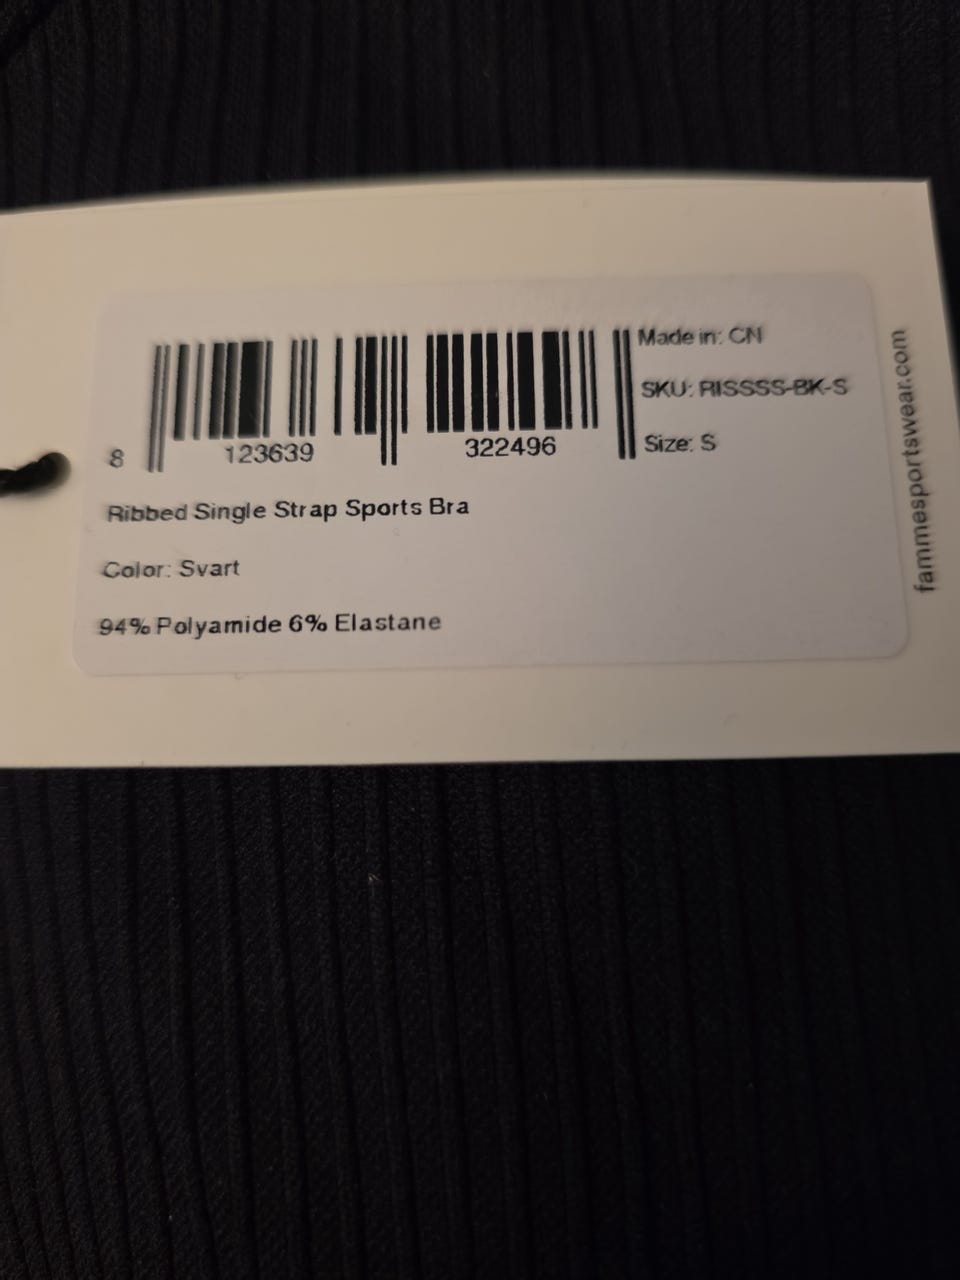 8 123639 322496
Made in: CN
SKU: RISSSS-BK-S
Size: S
Ribbed Single Strap Sports Bra
Color: Svart
94% Polyamide 6% Elastane
fammesportswear.com